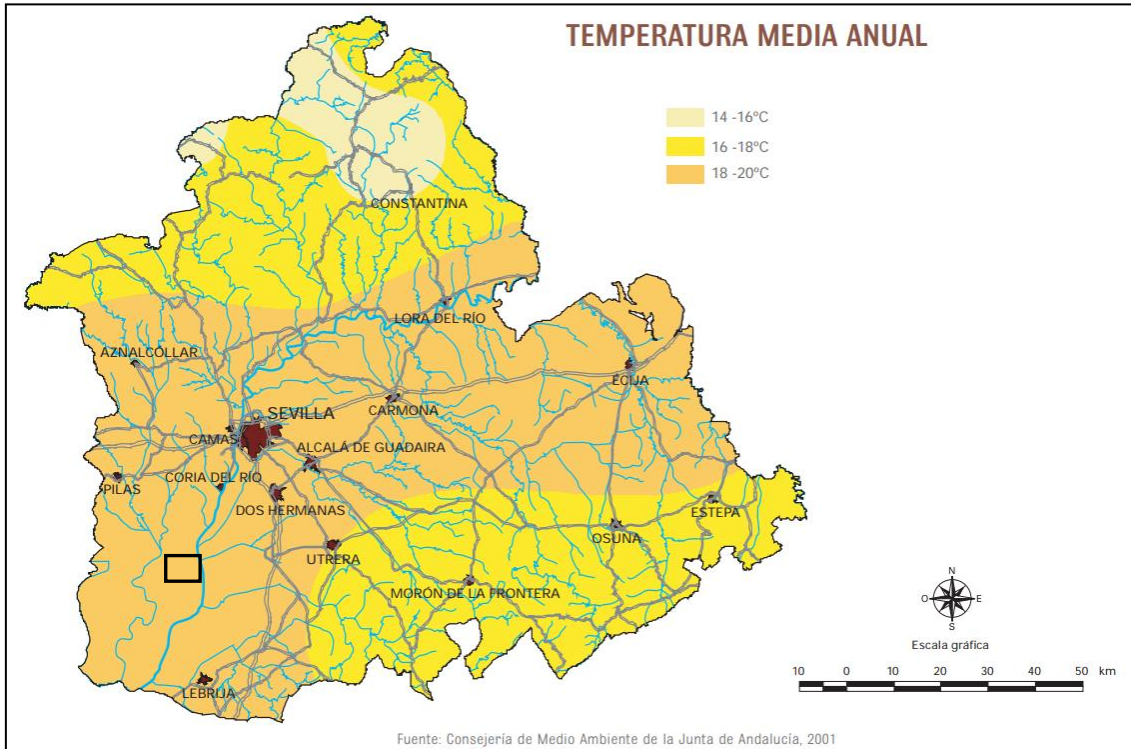 TEMPERATURA MEDIA ANUAL
14 -16ºC
16 -18ºC
18 -20ºC
CONSTANTINA
LORA DEL RÍO
AZNALCÓLLAR
ÉCIJA
CARMONA
SEVILLA
CAMAS
ALCALÁ DE GUADAIRA
CORIA DEL RÍO
PILAS
DOS HERMANAS
ESTEPA
OSUNA
UTRERA
MORÓN DE LA FRONTERA
LEBRIJA
N
O E
S
Escala gráfica
10 0 10 20 30 40 50 km
Fuente: Consejería de Medio Ambiente de la Junta de Andalucía, 2001